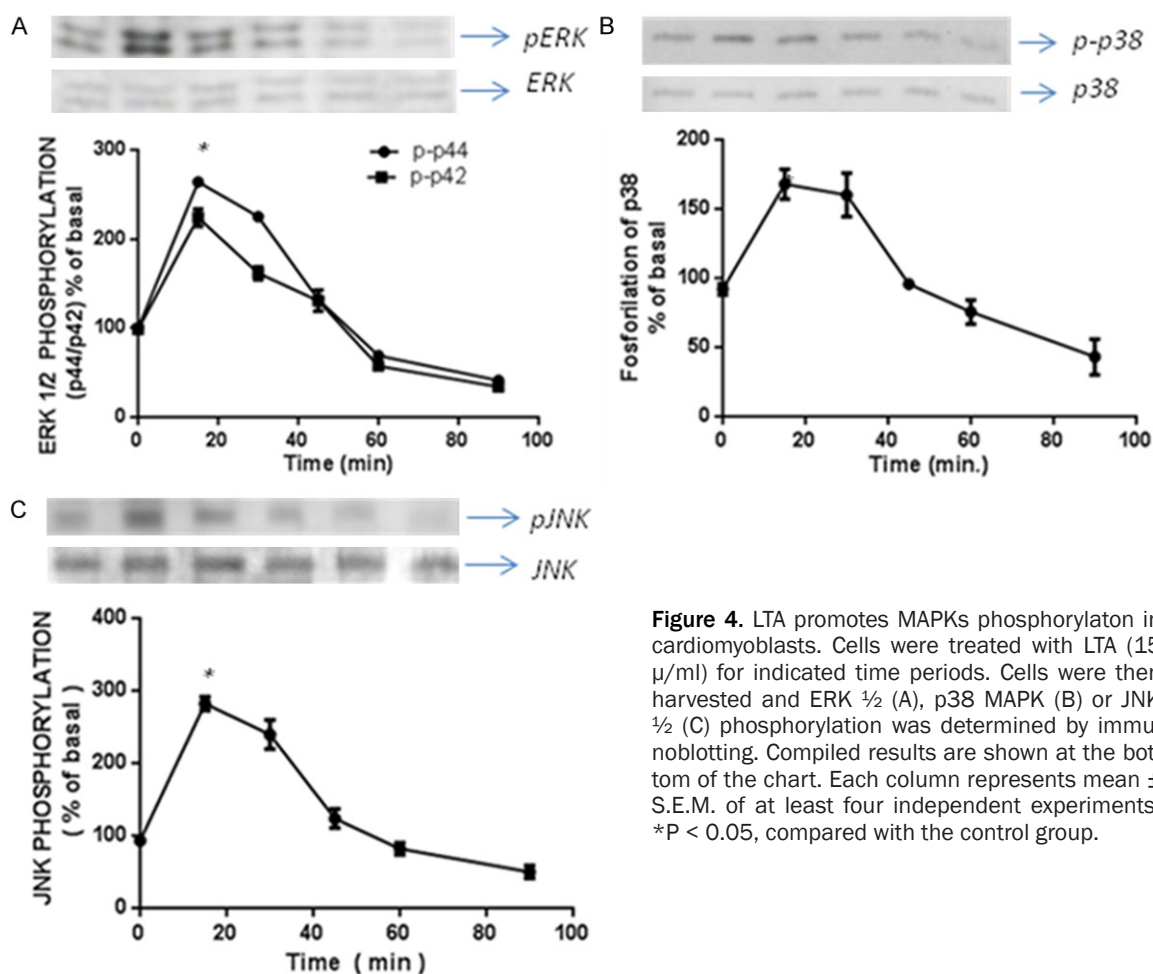 A
pERK
ERK
300
200
100
0
ERK 1/2 PHOSPHORYLATION
(p44/p42) % of basal
*
p-p44
p-p42
0 20 40 60 80 100
Time (min)
B
p-p38
p38
200
150
100
50
0
Fosforilation of p38
% of basal
0 20 40 60 80 100
Time (min.)
C
pJNK
JNK
400
300
200
100
0
JNK PHOSPHORYLATION
( % of basal )
*
0 20 40 60 80 100
Time ( min )
Figure 4. LTA promotes MAPKs phosphorylaton in
cardiomyoblasts. Cells were treated with LTA (15
µ/ml) for indicated time periods. Cells were then
harvested and ERK ½ (A), p38 MAPK (B) or JNK
½ (C) phosphorylation was determined by immu
noblotting. Compiled results are shown at the bot
tom of the chart. Each column represents mean ±
S.E.M. of at least four independent experiments
*P < 0.05, compared with the control group.